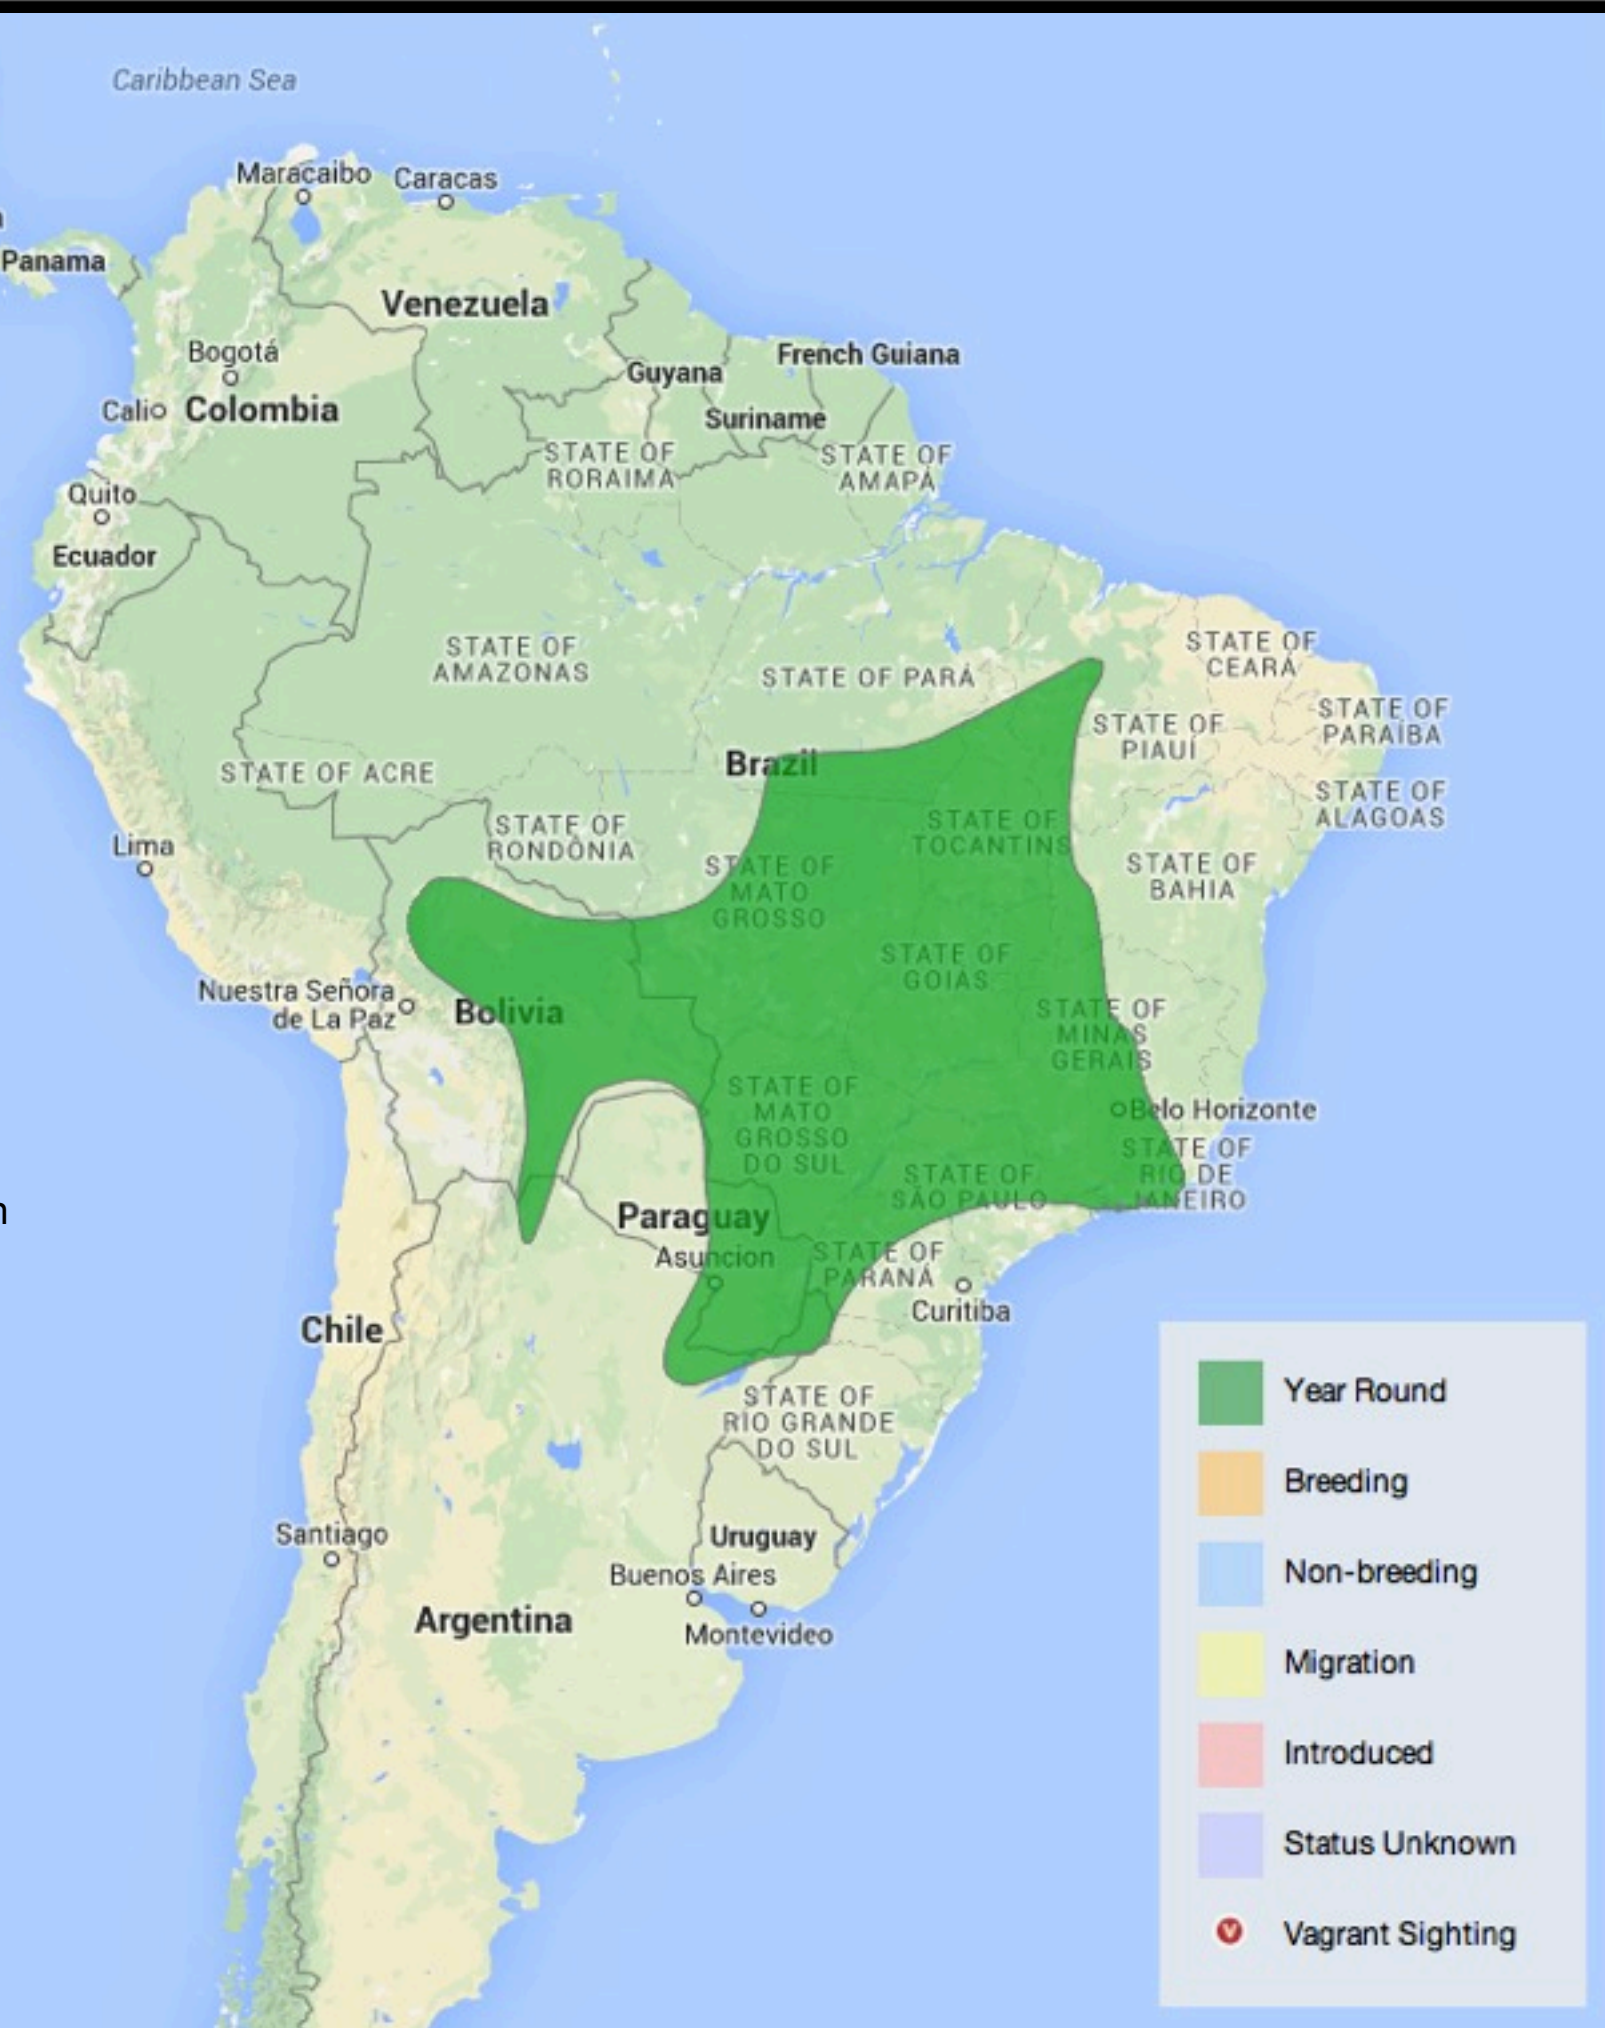 Caribbean Sea
Maracaibo
Caracas
Panama
Venezuela
Bogotá
French Guiana
Guyana
Cali
Colombia
Suriname
STATE OF
RORAIMA
STATE OF
AMAPÁ
Quito
Ecuador
STATE OF
AMAZONAS
STATE OF PARÁ
STATE OF
CEARÁ
STATE OF
PIAUÍ
STATE OF
PARAÍBA
Brazil
STATE OF ACRE
STATE OF
ALAGOAS
STATE OF
RONDÔNIA
STATE OF
TOCANTINS
Lima
STATE OF
MATO
GROSSO
STATE OF
BAHIA
STATE OF
GOIÁS
Nuestra Señora
de La Paz
Bolivia
STATE OF
MINAS
GERAIS
STATE OF
MATO
GROSSO
DO SUL
Belo Horizonte
STATE OF
RIO DE
JANEIRO
STATE OF
SÃO PAULO
n
Paraguay
Asuncion
STATE OF
PARANÁ
Curitiba
Chile
STATE OF
RIO GRANDE
DO SUL
Santiago
Uruguay
Buenos Aires
Argentina
Montevideo
Year Round
Breeding
Non-breeding
Migration
Introduced
Status Unknown
V
Vagrant Sighting